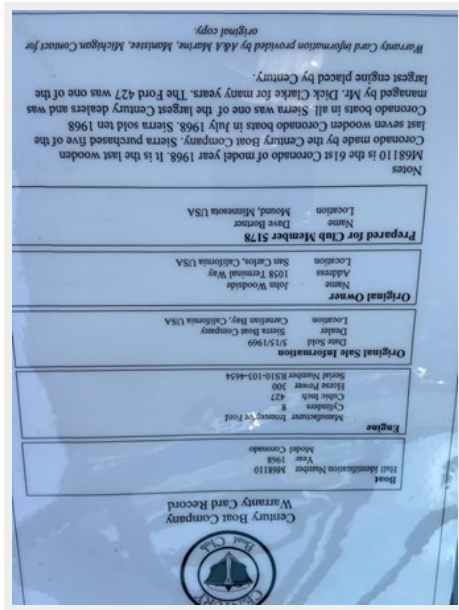 CENTURY
Boat Club
Century Boat Company
Warranty Card Record
Boat
Hull Identification Number M68110
Year 1968
Model Coronado
Engine
Manufacturer Interceptor Ford
Cylinders 8
Cubic Inch 427
Horse Power 300
Serial Number RS10-103-4654
Original Sale Information
Date Sold 5/15/1969
Dealer Sierra Boat Company
Location Carnelian Bay, California USA
Original Owner
Name John Woodside
Address 1058 Terminal Way
Location San Carlos, California USA
Prepared for Club Member 5178
Name Dave Bortner
Location Mound, Minnesota USA
Notes
M68110 is the 61st Coronado of model year 1968. It is the last wooden
Coronado made by the Century Boat Company. Sierra purchased five of the
last seven wooden Coronado boats in July 1968. Sierra sold ten 1968
Coronado boats in all. Sierra was one of the largest Century dealers and was
managed by Mr. Dick Clarke for many years. The Ford 427 was one of the
largest engine placed by Century.
Warranty Card information provided by A&A Marine, Manistee, Michigan. Contact for
original copy.